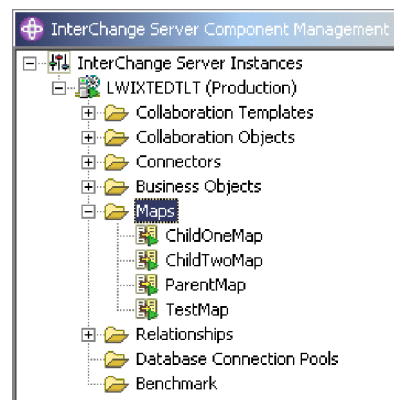 InterChange Server Component Management
InterChange Server Instances
LWIXTEDTLT (Production)
Collaboration Templates
Collaboration Objects
Connectors
Business Objects
Maps
ChildOneMap
ChildTwoMap
ParentMap
TestMap
Relationships
Database Connection Pools
Benchmark